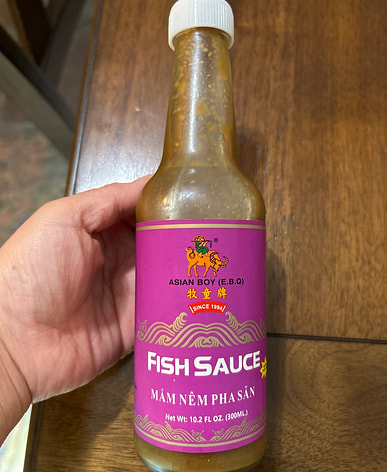 ®
ASIAN BOY (E.B.Q)
牧童牌
SINCE 1994
FISH SAUCE
MẮM NÊM PHA SẴN
Net Wt: 10.2 FL OZ. (300ML)